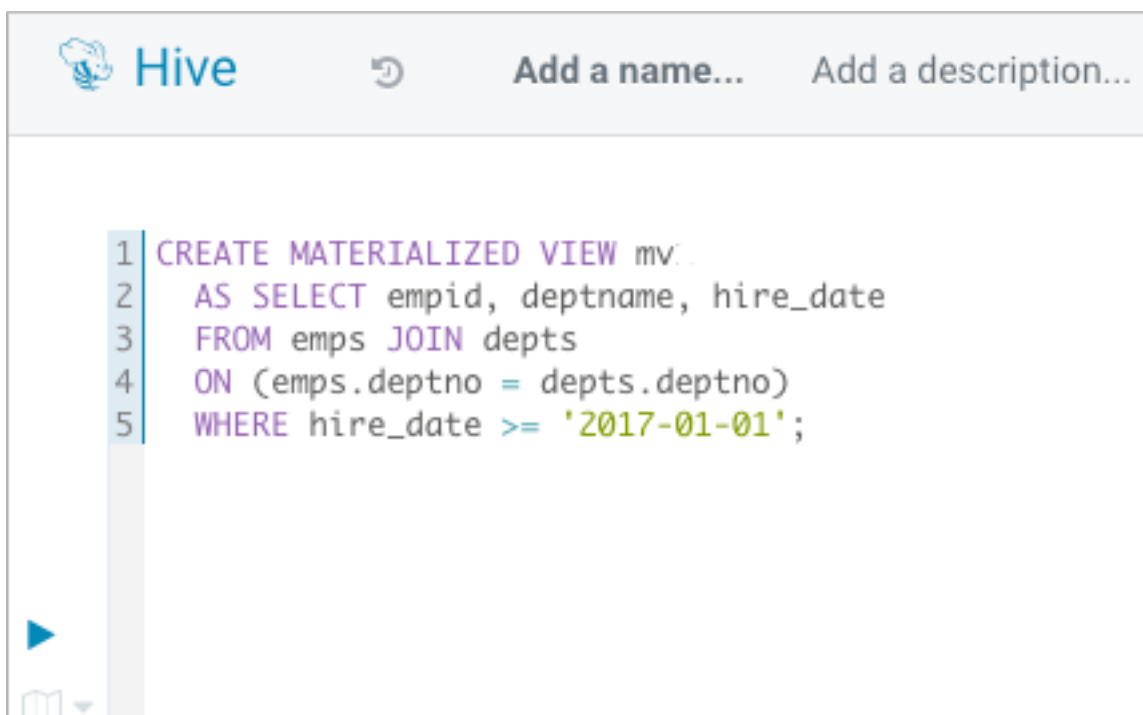 Hive Add a name... Add a description...
1 CREATE MATERIALIZED VIEW mv
2 AS SELECT empid, deptname, hire_date
3 FROM emps JOIN depts
4 ON (emps.deptno = depts.deptno)
5 WHERE hire_date >= '2017-01-01';